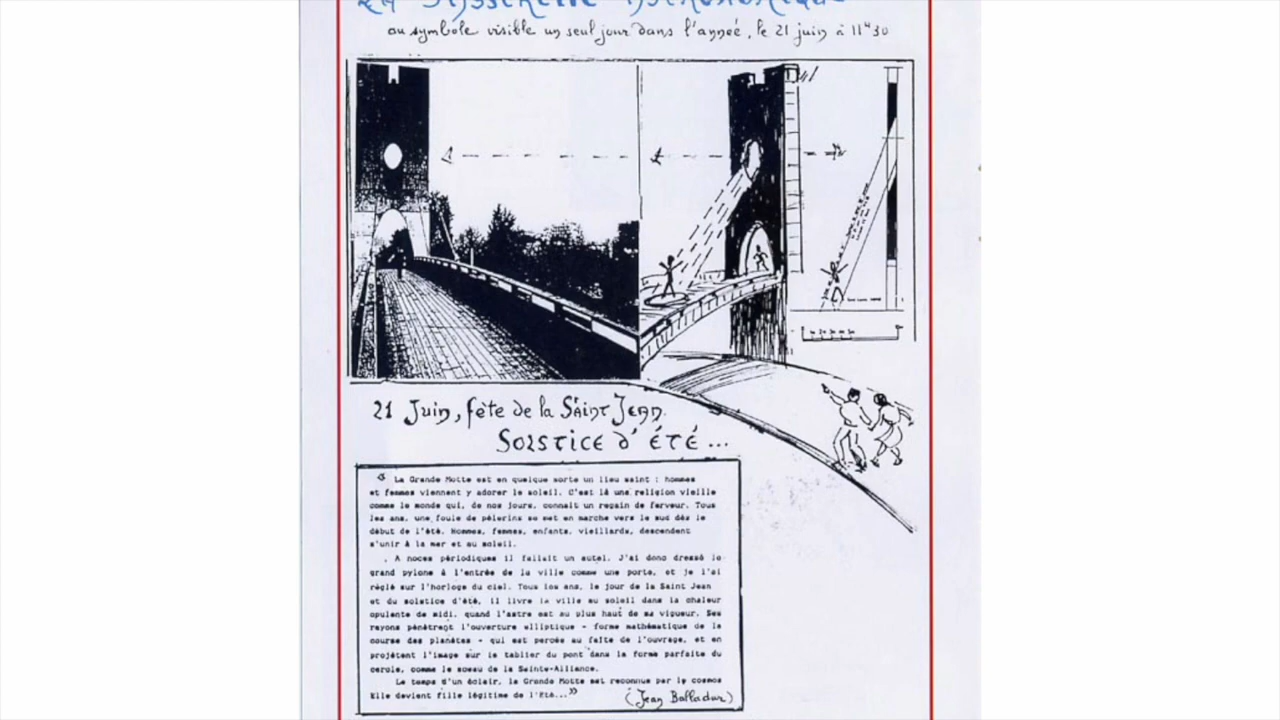 ou symbole visible un seul jour dans l'année, le 21 juin à 11H30
21 Juin, fête de la Saint Jean.
Solstice d'été...
« La Grande Motte est en quelque sorte un lieu saint : hommes
et femmes viennent y adorer le soleil. C'est là une religion vieille
comme le monde qui, de nos jours, connait un regain de ferveur. Tous
les ans, une foule de pèlerins se met en marche vers le sud dès le
début de l'été. Hommes, femmes, enfants, vieillards, descendent
s'unir à la mer et au soleil.
A noces périodiques il fallait un autel. J'ai donc dressé le
grand pylone à l'entrée de la ville comme une porte, et je l'ai
réglé sur l'horloge du ciel. Tous les ans, le jour de la Saint Jean
et du solstice d'été, il livre la ville au soleil dans la chaleur
opulente de midi, quand l'astre est au plus haut de sa vigueur. Ses
rayons pénètrent l'ouverture elliptique - forme mathématique de la
course des planètes - qui est percée au faîte de l'ouvrage, et en
projètent l'image sur le tablier du pont dans la forme parfaite du
cercle, comme le sceau de la Sainte-Alliance.
Le temps d'un éclair, la Grande Motte est reconnue par le cosmos
Elle devient fille légitime de l'Eté...»
(Jean Balladur)